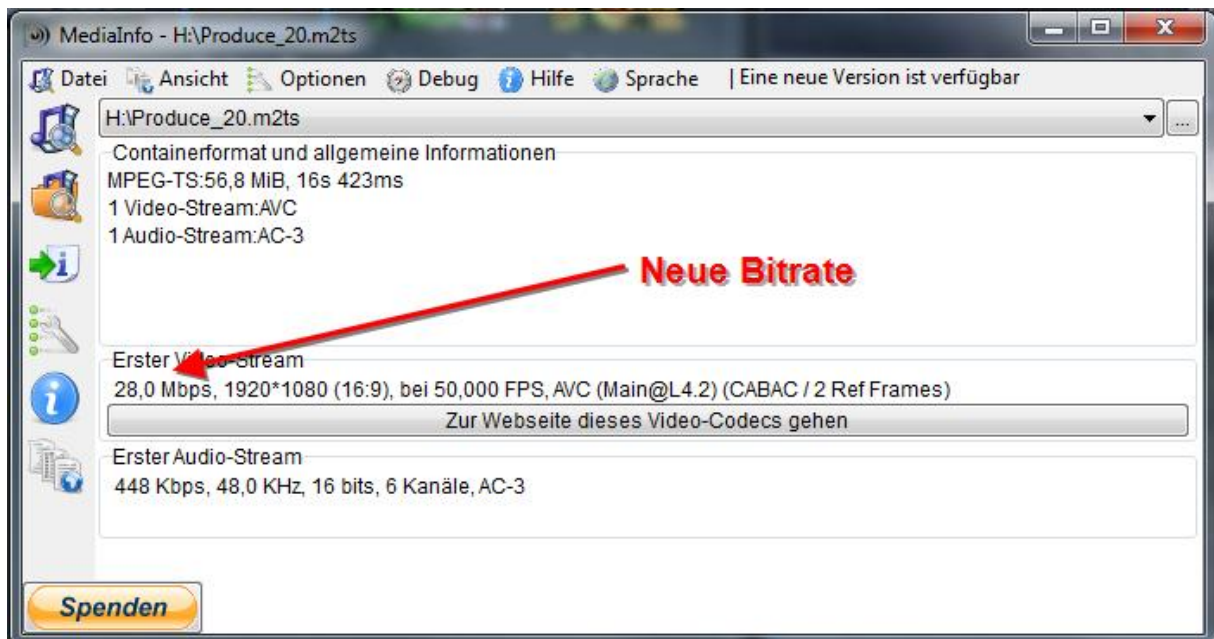 MediaInfo - H:\Produce_20.m2ts
Datei Ansicht Optionen Debug Hilfe Sprache | Eine neue Version ist verfügbar
H:\Produce_20.m2ts
...
Containerformat und allgemeine Informationen
MPEG-TS:56,8 MiB, 16s 423ms
1 Video-Stream:AVC
1 Audio-Stream:AC-3
Neue Bitrate
Erster Video-Stream
28,0 Mbps, 1920*1080 (16:9), bei 50,000 FPS, AVC (Main@L4.2) (CABAC / 2 Ref Frames)
Zur Webseite dieses Video-Codecs gehen
Erster Audio-Stream
448 Kbps, 48,0 KHz, 16 bits, 6 Kanäle, AC-3
Spenden